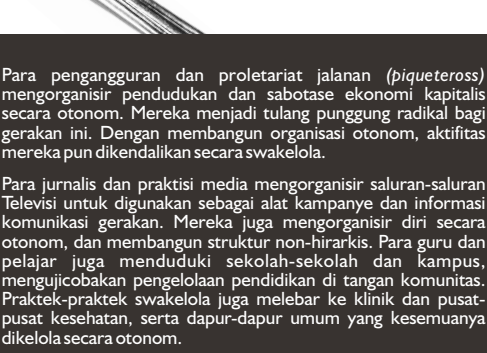 Para pengangguran dan proletariat jalanan (piqueteross)
mengorganisir pendudukan dan sabotase ekonomi kapitalis
secara otonom. Mereka menjadi tulang punggung radikal bagi
gerakan ini. Dengan membangun organisasi otonom, aktifitas
mereka pun dikendalikan secara swakelola.
Para jurnalis dan praktisi media mengorganisir saluran-saluran
Televisi untuk digunakan sebagai alat kampanye dan informasi
komunikasi gerakan. Mereka juga mengorganisir diri secara
otonom, dan membangun struktur non-hirarkis. Para guru dan
pelajar juga menduduki sekolah-sekolah dan kampus,
mengujicobakan pengelolaan pendidikan di tangan komunitas.
Praktek-praktek swakelola juga melebar ke klinik dan pusat-
pusat kesehatan, serta dapur-dapur umum yang kesemuanya
dikelola secara otonom.